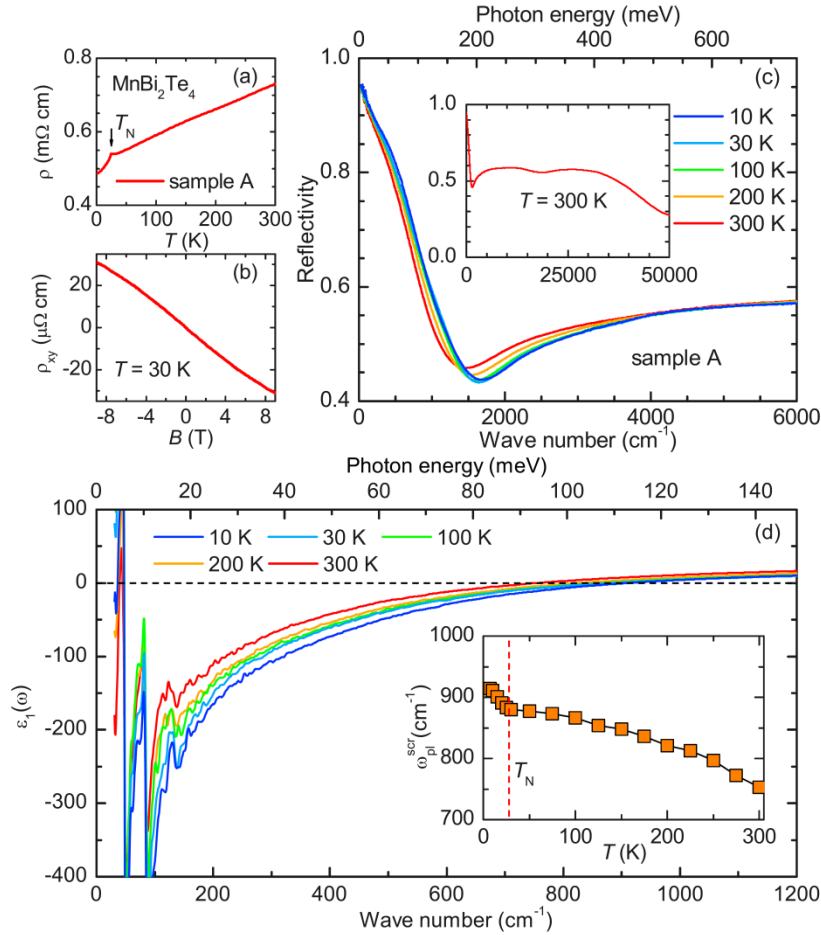 (a)
MnBi2Te4
TN
sample A
ρ (mΩ cm)
0.8
0.6
0.4
0 100 200 300
T (K)
(b)
ρxy (μΩ cm)
20
0
-20
T = 30 K
-8 -4 0 4 8
B (T)
Photon energy (meV)
0 200 400 600
(c)
Reflectivity
1.0
0.8
0.6
0.4
1.0
0.5
0.0
T = 300 K
0 25000 50000
10 K
30 K
100 K
200 K
300 K
sample A
0 2000 4000 6000
Wave number (cm-1)
Photon energy (meV)
0 20 40 60 80 100 120 140
(d)
10 K 30 K 100 K
200 K 300 K
ε1(ω)
100
0
-100
-200
-300
-400
ωplscr(cm-1)
1000
900
800
700
TN
0 100 200 300
T (K)
0 200 400 600 800 1000 1200
Wave number (cm-1)